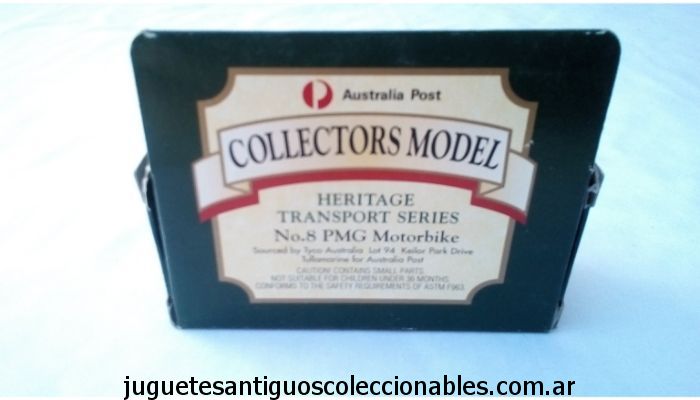 Australia Post
COLLECTORS MODEL
HERITAGE
TRANSPORT SERIES
No.8 PMG Motorbike
Sourced by Tyco Australia Lot 94 Keilor Park Drive
Tullamarine for Australia Post
CAUTION! CONTAINS SMALL PARTS.
NOT SUITABLE FOR CHILDREN UNDER 36 MONTHS.
CONFORMS TO THE SAFETY REQUIREMENTS OF ASTM F963.
juguetesantiguoscoleccionables.com.ar